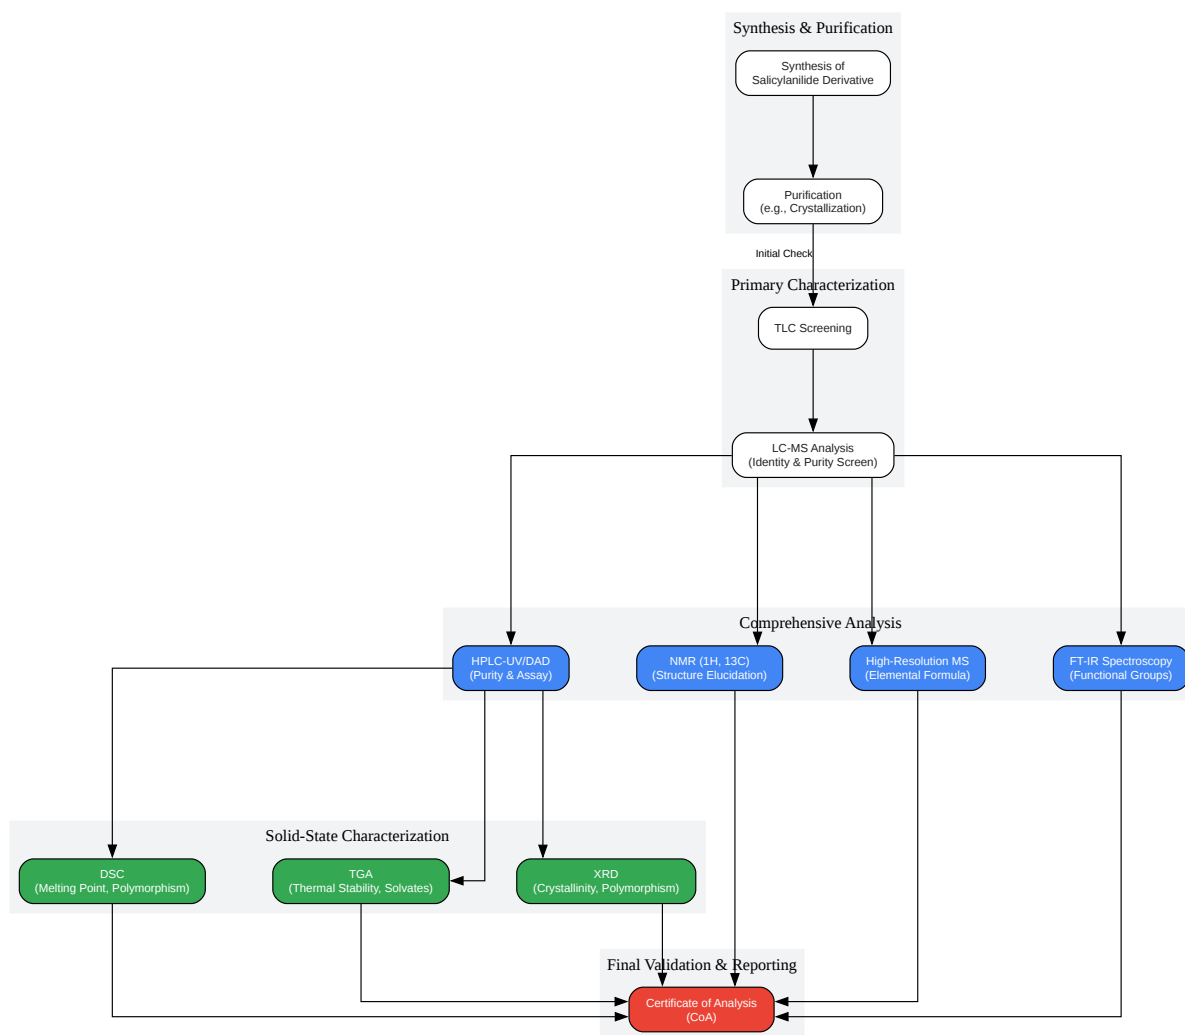 Synthesis & Purification
Synthesis of
Salicylanilide Derivative
Purification
(e.g., Crystallization)
Initial Check
Primary Characterization
TLC Screening
LC-MS Analysis
(Identity & Purity Screen)
Comprehensive Analysis
HPLC-UV/DAD
(Purity & Assay)
NMR (1H, 13C)
(Structure Elucidation)
High-Resolution MS
(Elemental Formula)
FT-IR Spectroscopy
(Functional Groups)
Solid-State Characterization
DSC
(Melting Point, Polymorphism)
TGA
(Thermal Stability, Solvates)
XRD
(Crystallinity, Polymorphism)
Final Validation & Reporting
Certificate of Analysis
(CoA)